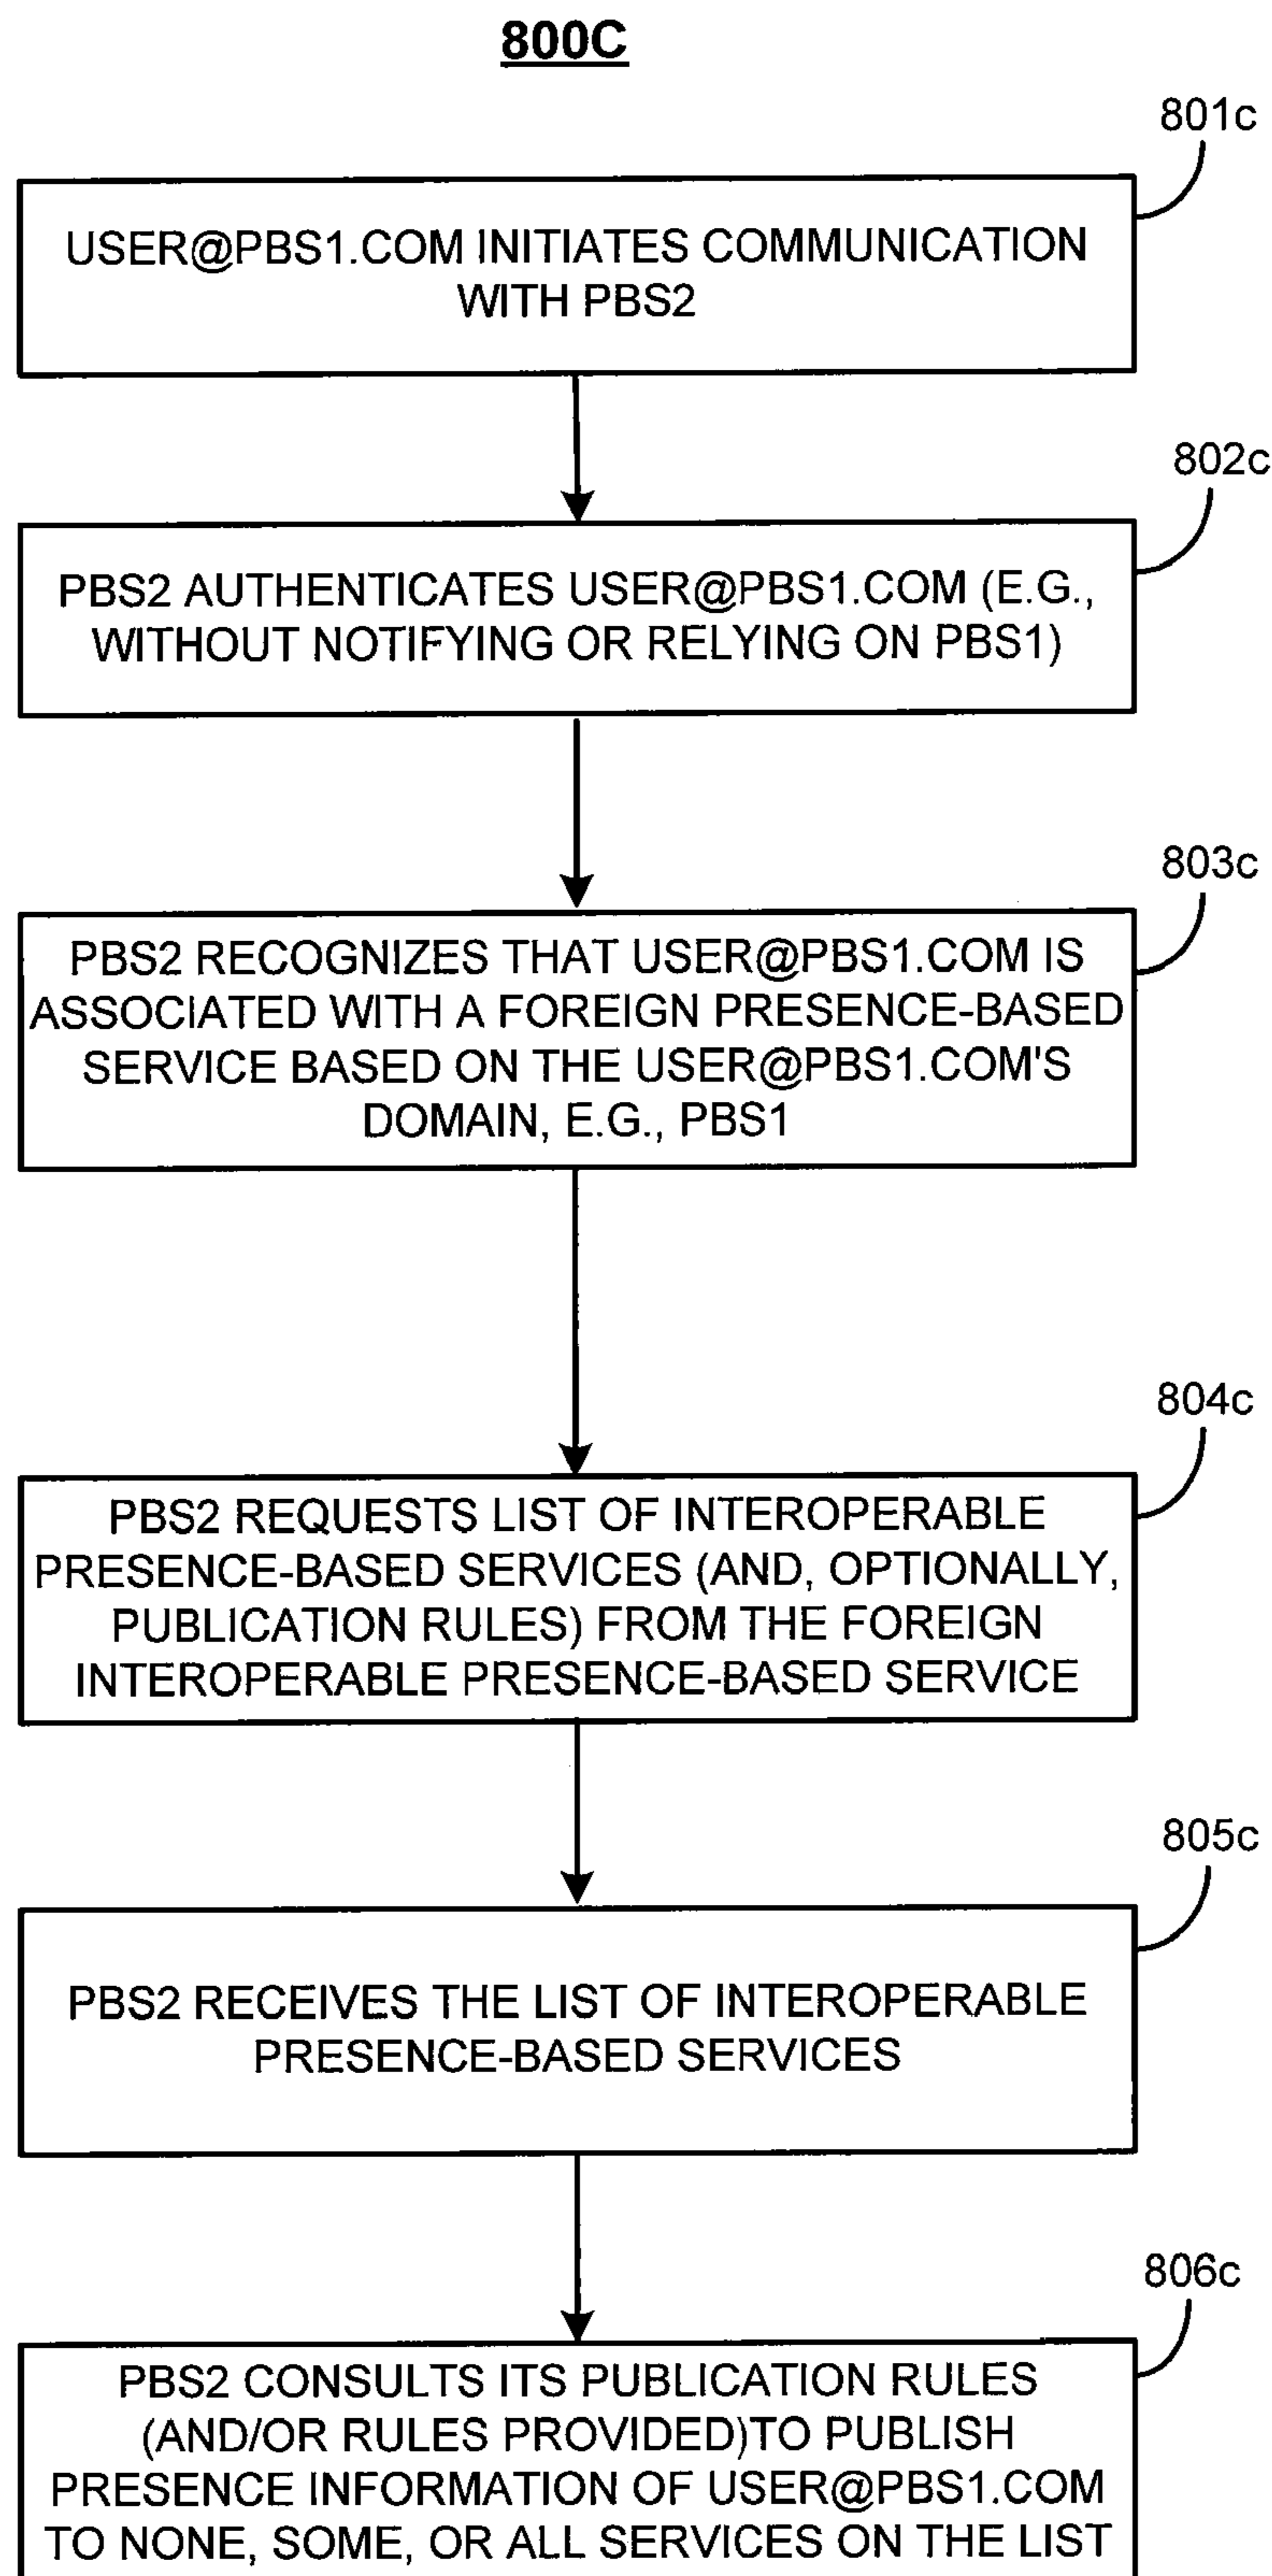 800C
801c
USER@PBS1.COM INITIATES COMMUNICATION
WITH PBS2
802c
PBS2 AUTHENTICATES USER@PBS1.COM (E.G.,
WITHOUT NOTIFYING OR RELYING ON PBS1)
803c
PBS2 RECOGNIZES THAT USER@PBS1.COM IS
ASSOCIATED WITH A FOREIGN PRESENCE-BASED
SERVICE BASED ON THE USER@PBS1.COM'S
DOMAIN, E.G., PBS1
804c
PBS2 REQUESTS LIST OF INTEROPERABLE
PRESENCE-BASED SERVICES (AND, OPTIONALLY,
PUBLICATION RULES) FROM THE FOREIGN
INTEROPERABLE PRESENCE-BASED SERVICE
805c
PBS2 RECEIVES THE LIST OF INTEROPERABLE
PRESENCE-BASED SERVICES
806c
PBS2 CONSULTS ITS PUBLICATION RULES
(AND/OR RULES PROVIDED)TO PUBLISH
PRESENCE INFORMATION OF USER@PBS1.COM
TO NONE, SOME, OR ALL SERVICES ON THE LIST